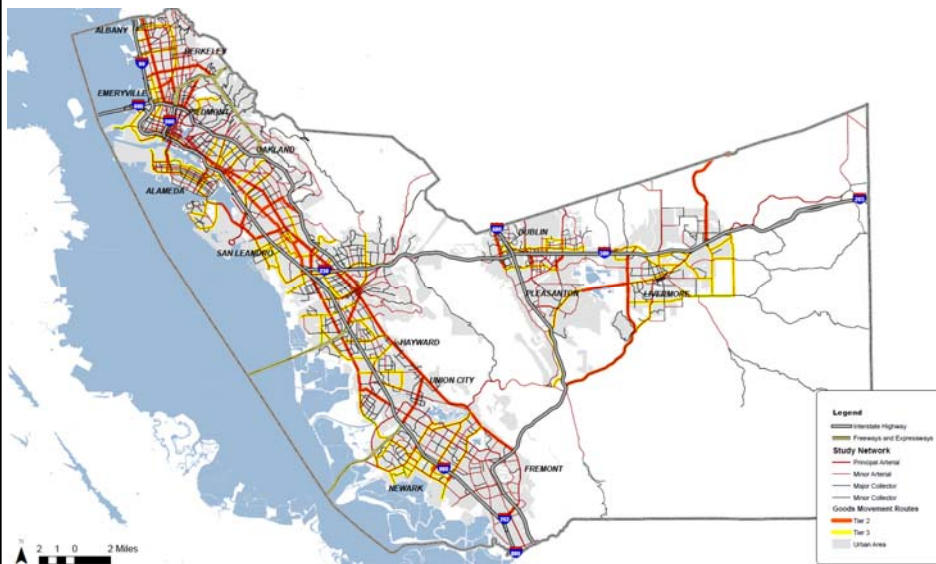 ALBANY
BERKELEY
EMERYVILLE
PIEDMONT
OAKLAND
ALAMEDA
SAN LEANDRO
DUBLIN
PLEASANTON
LIVERMORE
HAYWARD
UNION CITY
FREMONT
NEWARK
2 1 0 2 Miles
Legend
Interstate Highway
Freeways and Expressways
Study Network
Principal Arterial
Minor Arterial
Major Collector
Minor Collector
Goods Movement Routes
Tier 2
Tier 3
Urban Area